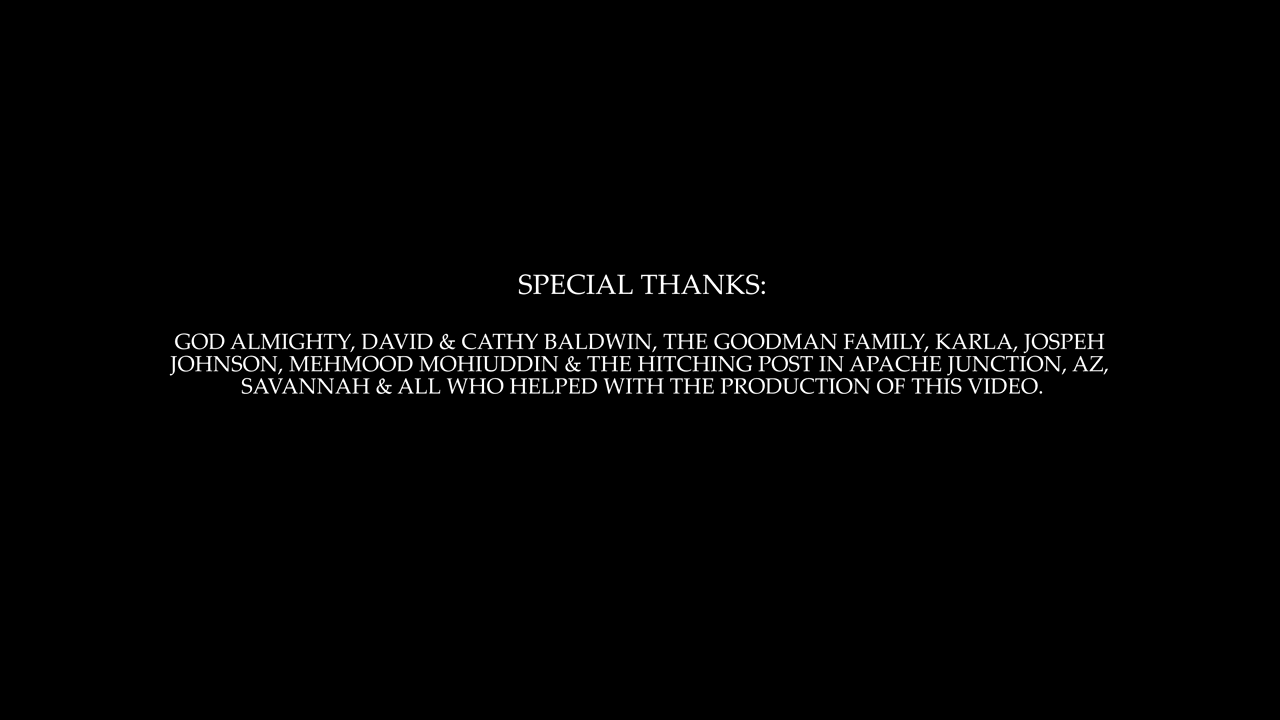 SPECIAL THANKS:
GOD ALMIGHTY, DAVID & CATHY BALDWIN, THE GOODMAN FAMILY, KARLA, JOSPEH
JOHNSON, MEHMOOD MOHIUDDIN & THE HITCHING POST IN APACHE JUNCTION, AZ,
SAVANNAH & ALL WHO HELPED WITH THE PRODUCTION OF THIS VIDEO.